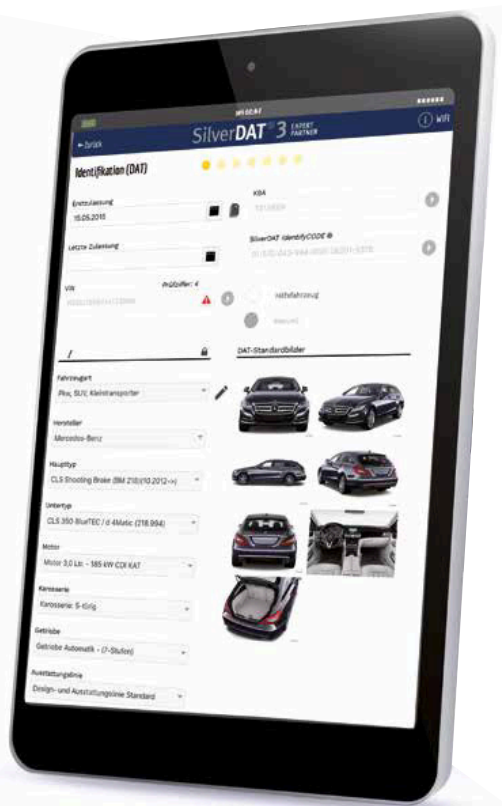 SilverDAT 3 EXPERT PARTNER
WiFi
← Zurück
Identifikation (DAT)
Erstzulassung
15.05.2015
KBA
Letzte Zulassung
SilverDAT IdentifyCODE
VIN
Prüfziffer: 4
Hilfsfahrzeug
/
DAT-Standardbilder
Fahrzeugart
Pkw, SUV, Kleintransporter
Hersteller
Mercedes-Benz
Haupttyp
CLS Shooting Brake (BM 218)(10.2012->)
Untertyp
CLS 350 BlueTEC / d 4Matic (218.994)
Motor
Motor 3,0 Ltr. - 185 kW CDI KAT
Karosserie
Karosserie: 5-türig
Getriebe
Getriebe Automatik - (7-Stufen)
Ausstattungslinie
Design- und Ausstattungslinie Standard